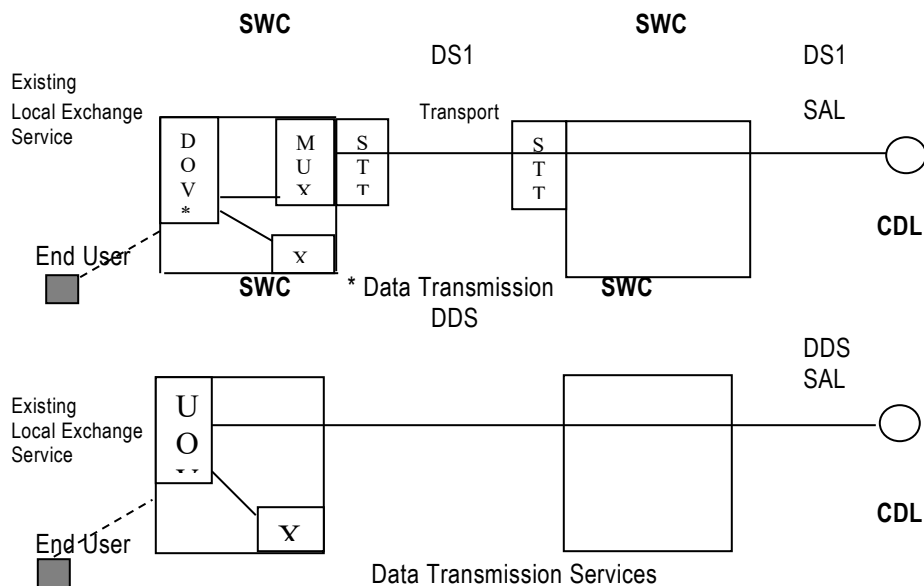 SWC SWC
DS1 DS1
Existing
Local Exchange
Service
Transport
SAL
D
O
V
*
M
U
X
S
T
T
S
T
T
X
End User
CDL
SWC
* Data Transmission
SWC
DDS
DDS
SAL
Existing
Local Exchange
Service
U
O
X
End User
CDL
Data Transmission Services